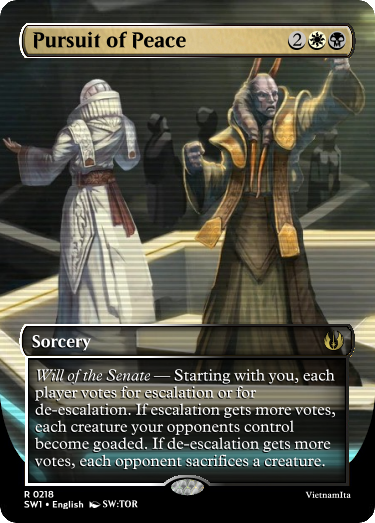 Pursuit of Peace 2
Sorcery
Will of the Senate — Starting with you, each
player votes for escalation or for
de-escalation. If escalation gets more votes,
each creature your opponents control
become goaded. If de-escalation gets more
votes, each opponent sacrifices a creature.
R 0218
SW1 • English SW:TOR
VietnamIta